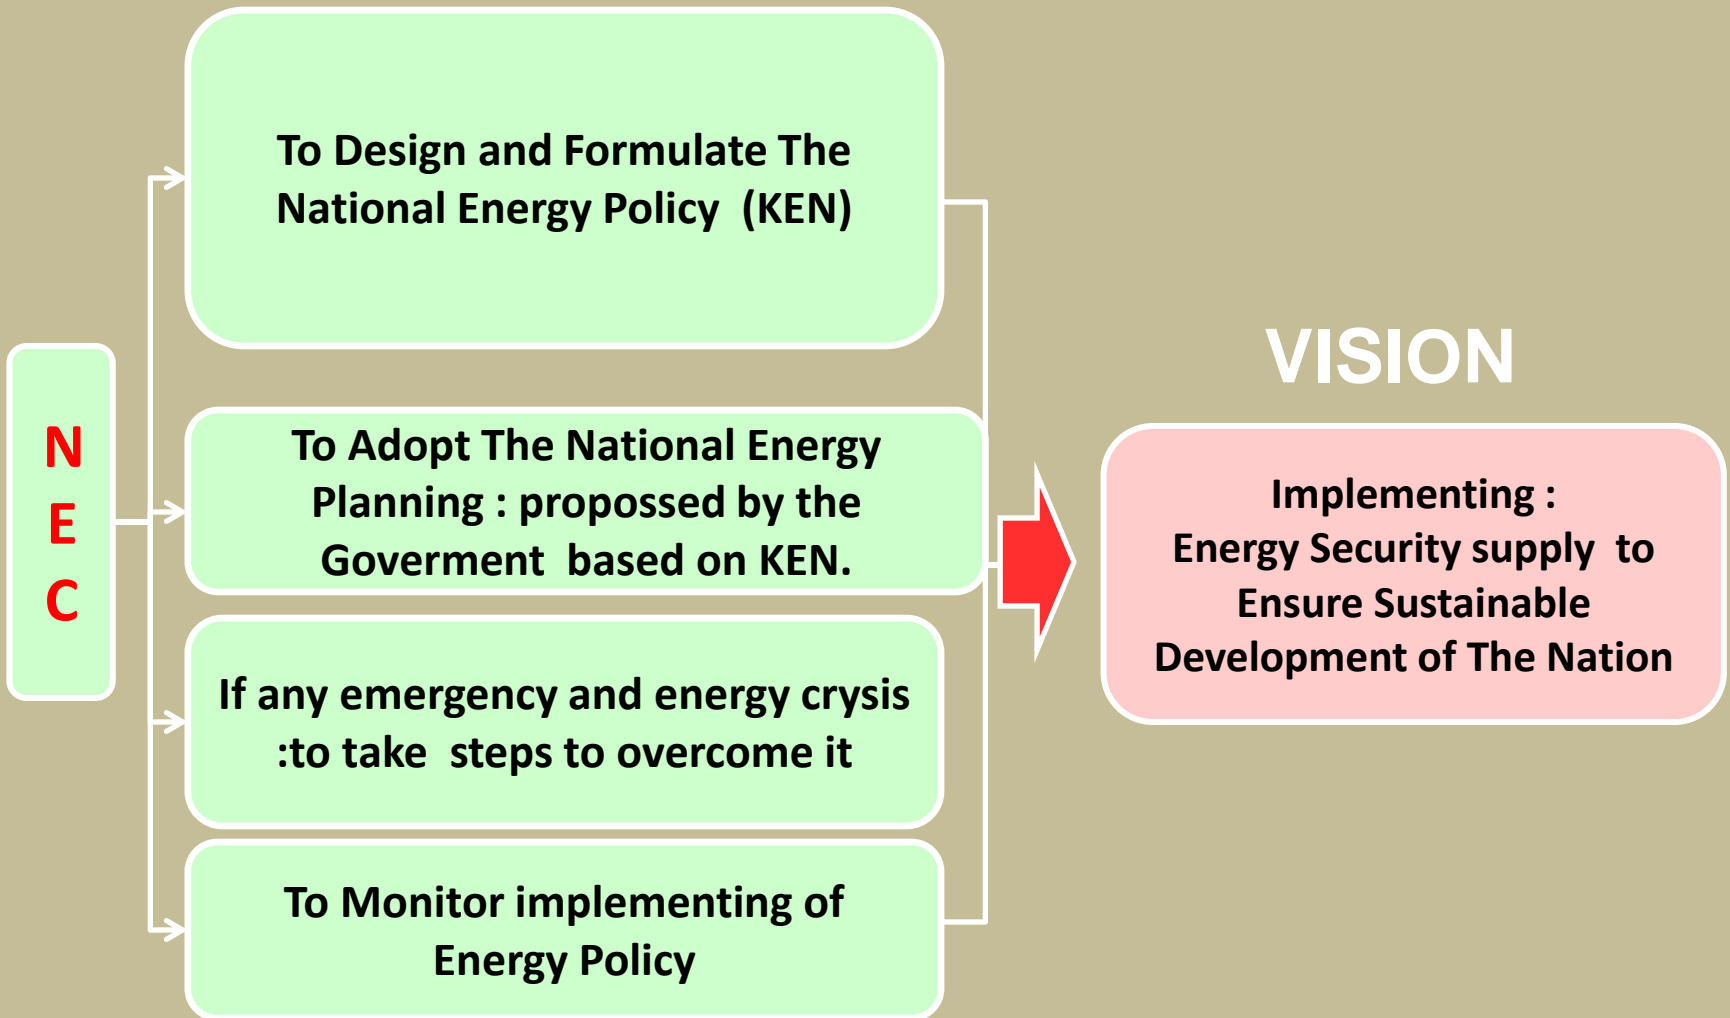 N
E
C
To Design and Formulate The
National Energy Policy (KEN)
To Adopt The National Energy
Planning : propossed by the
Goverment based on KEN.
If any emergency and energy crysis
:to take steps to overcome it
To Monitor implementing of
Energy Policy
VISION
Implementing :
Energy Security supply to
Ensure Sustainable
Development of The Nation